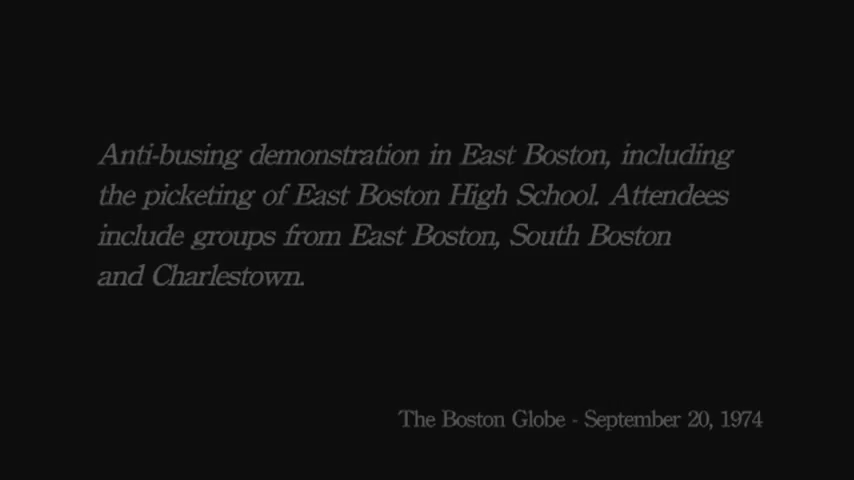 Anti-busing demonstration in East Boston, including
the picketing of East Boston High School. Attendees
include groups from East Boston, South Boston
and Charlestown.
The Boston Globe - September 20, 1974